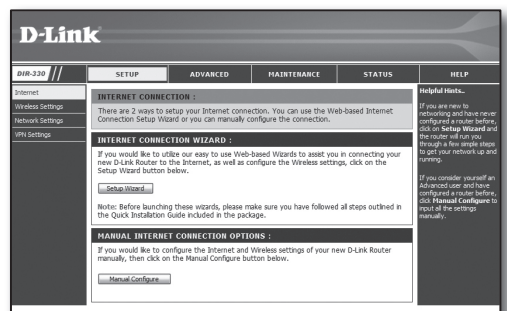 D-Link
DIR-330
SETUP
ADVANCED
MAINTENANCE
STATUS
HELP
Internet
Wireless Settings
Network Settings
VPN Settings
INTERNET CONNECTION :
There are 2 ways to setup your Internet connection. You can use the Web-based Internet
Connection Setup Wizard or you can manually configure the connection.
INTERNET CONNECTION WIZARD :
If you would like to utilize our easy to use Web-based Wizards to assist you in connecting your
new D-Link Router to the Internet, as well as configure the Wireless settings, click on the
Setup Wizard button below.
Setup Wizard
Note: Before launching these wizards, please make sure you have followed all steps outlined in
the Quick Installation Guide included in the package.
MANUAL INTERNET CONNECTION OPTIONS :
If you would like to configure the Internet and Wireless settings of your new D-Link Router
manually, then click on the Manual Configure button below.
Manual Configure
Helpful Hints..
If you are new to
networking and have never
configured a router before,
click on Setup Wizard and
the router will run you
through a few simple steps
to get your network up and
running.
If you consider yourself an
Advanced user and have
configured a router before,
click Manual Configure to
input all the settings
manually.